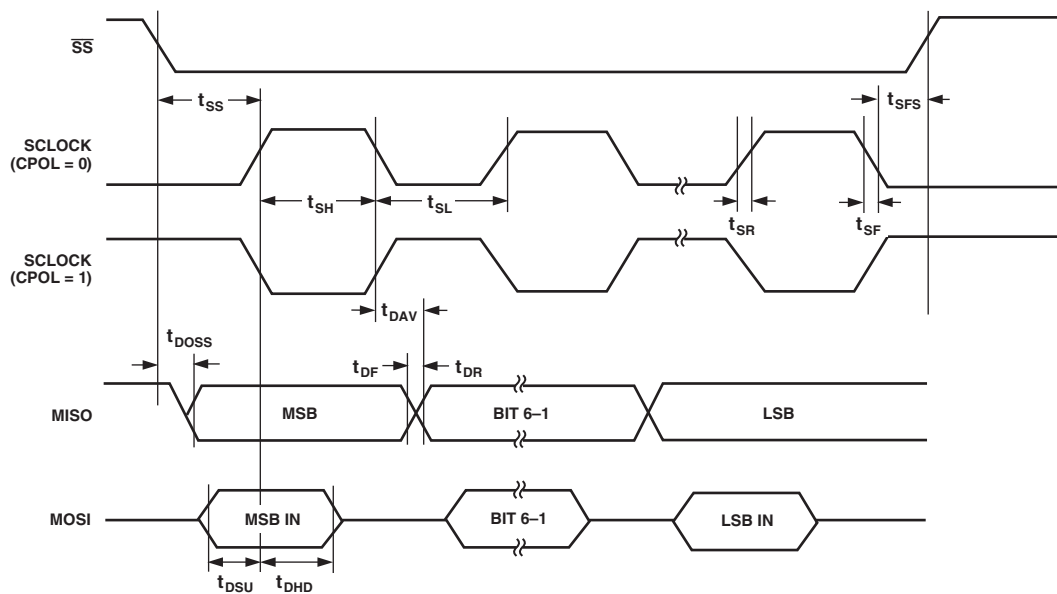 SS
tSS
tSFS
SCLOCK
(CPOL = 0)
tSH
tSL
tSR
tSF
SCLOCK
(CPOL = 1)
tDAV
tDOSS
tDF
tDR
MISO
MSB
BIT 6–1
LSB
MOSI
MSB IN
BIT 6–1
LSB IN
tDSU
tDHD